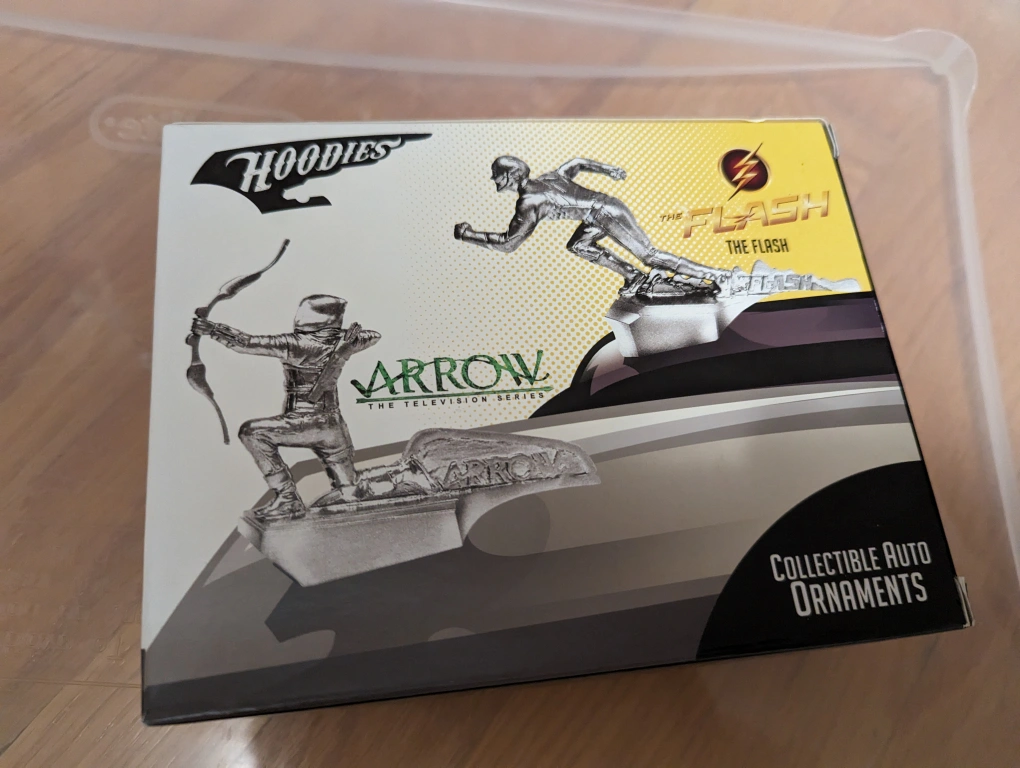 HOODIES
THE FLASH
THE FLASH
FLASH
ARROW
THE TELEVISION SERIES
ARROW
COLLECTIBLE AUTO
ORNAMENTS